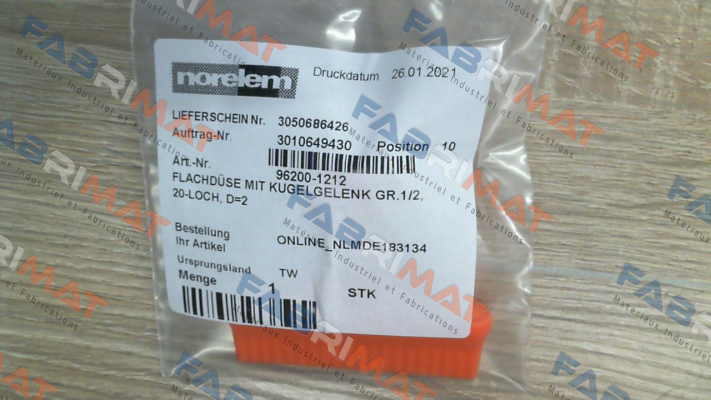 norelem
Druckdatum 26.01.2021
LIEFERSCHEIN Nr. 3050686426
Auftrag-Nr. 3010649430 Position 10
Art.-Nr. 96200-1212
FLACHDÜSE MIT KUGELGELENK GR.1/2,
20-LOCH, D=2
Bestellung
Ihr Artikel ONLINE_NLMDE183134
Ursprungsland TW
Menge 1 STK
FABRIMAT
Materiaux Industriel et Fabrications